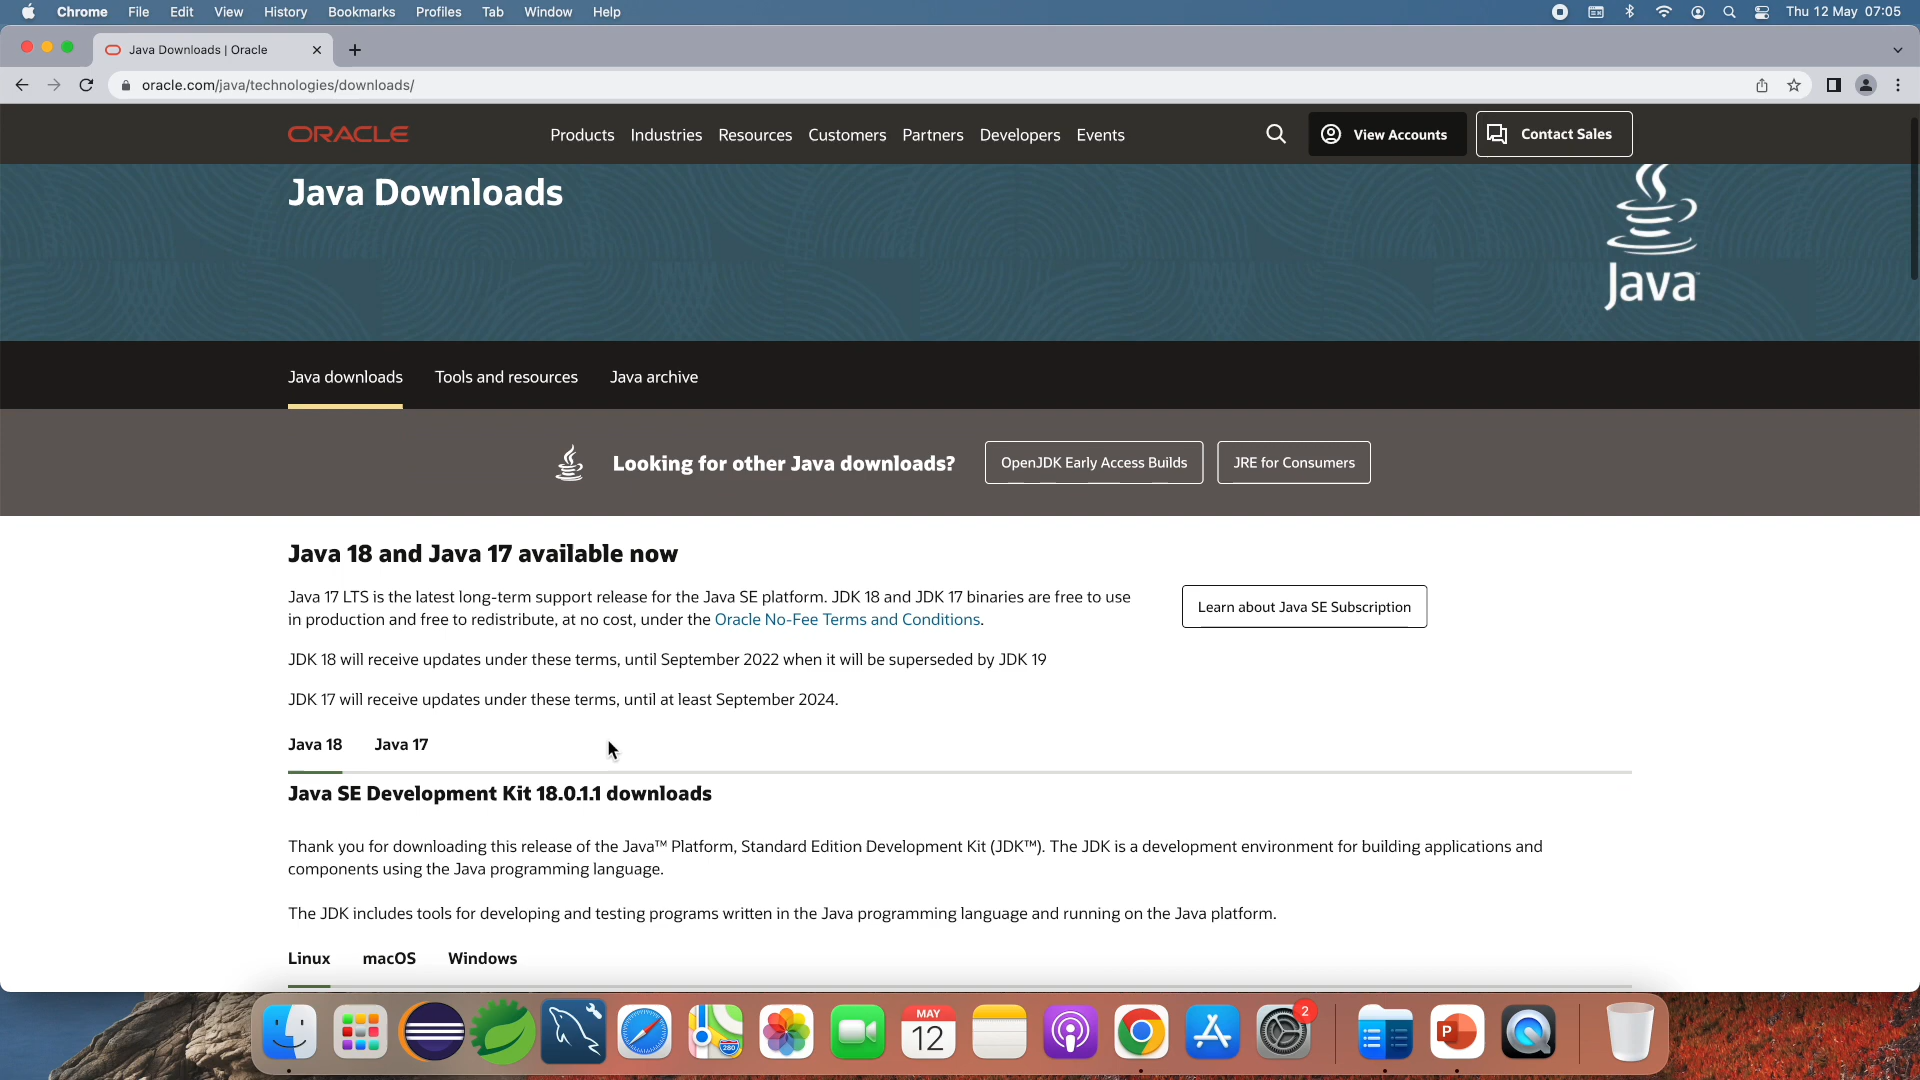 Chrome File Edit View History Bookmarks Profiles Tab Window Help Thu 12 May 07:05
Java Downloads | Oracle
oracle.com/java/technologies/downloads/
ORACLE Products Industries Resources Customers Partners Developers Events View Accounts Contact Sales
Java Downloads
Java™
Java downloads Tools and resources Java archive
Looking for other Java downloads? OpenJDK Early Access Builds JRE for Consumers
Java 18 and Java 17 available now
Java 17 LTS is the latest long-term support release for the Java SE platform. JDK 18 and JDK 17 binaries are free to use
in production and free to redistribute, at no cost, under the Oracle No-Fee Terms and Conditions.
Learn about Java SE Subscription
JDK 18 will receive updates under these terms, until September 2022 when it will be superseded by JDK 19
JDK 17 will receive updates under these terms, until at least September 2024.
Java 18 Java 17
Java SE Development Kit 18.0.1.1 downloads
Thank you for downloading this release of the Java™ Platform, Standard Edition Development Kit (JDK™). The JDK is a development environment for building applications and
components using the Java programming language.
The JDK includes tools for developing and testing programs written in the Java programming language and running on the Java platform.
Linux macOS Windows
280
MAY
12
2
P